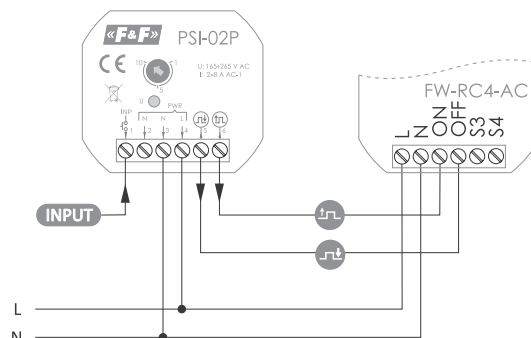 «F&F» PSI-02P
CE
U: 165÷265 V AC
I: 2×8 A AC-1
10 1
5
U
PWR
INP. N N L
1 2 3 4 5 6
FW-RC4-AC
L N ON OFF S3 S4
INPUT
L
N